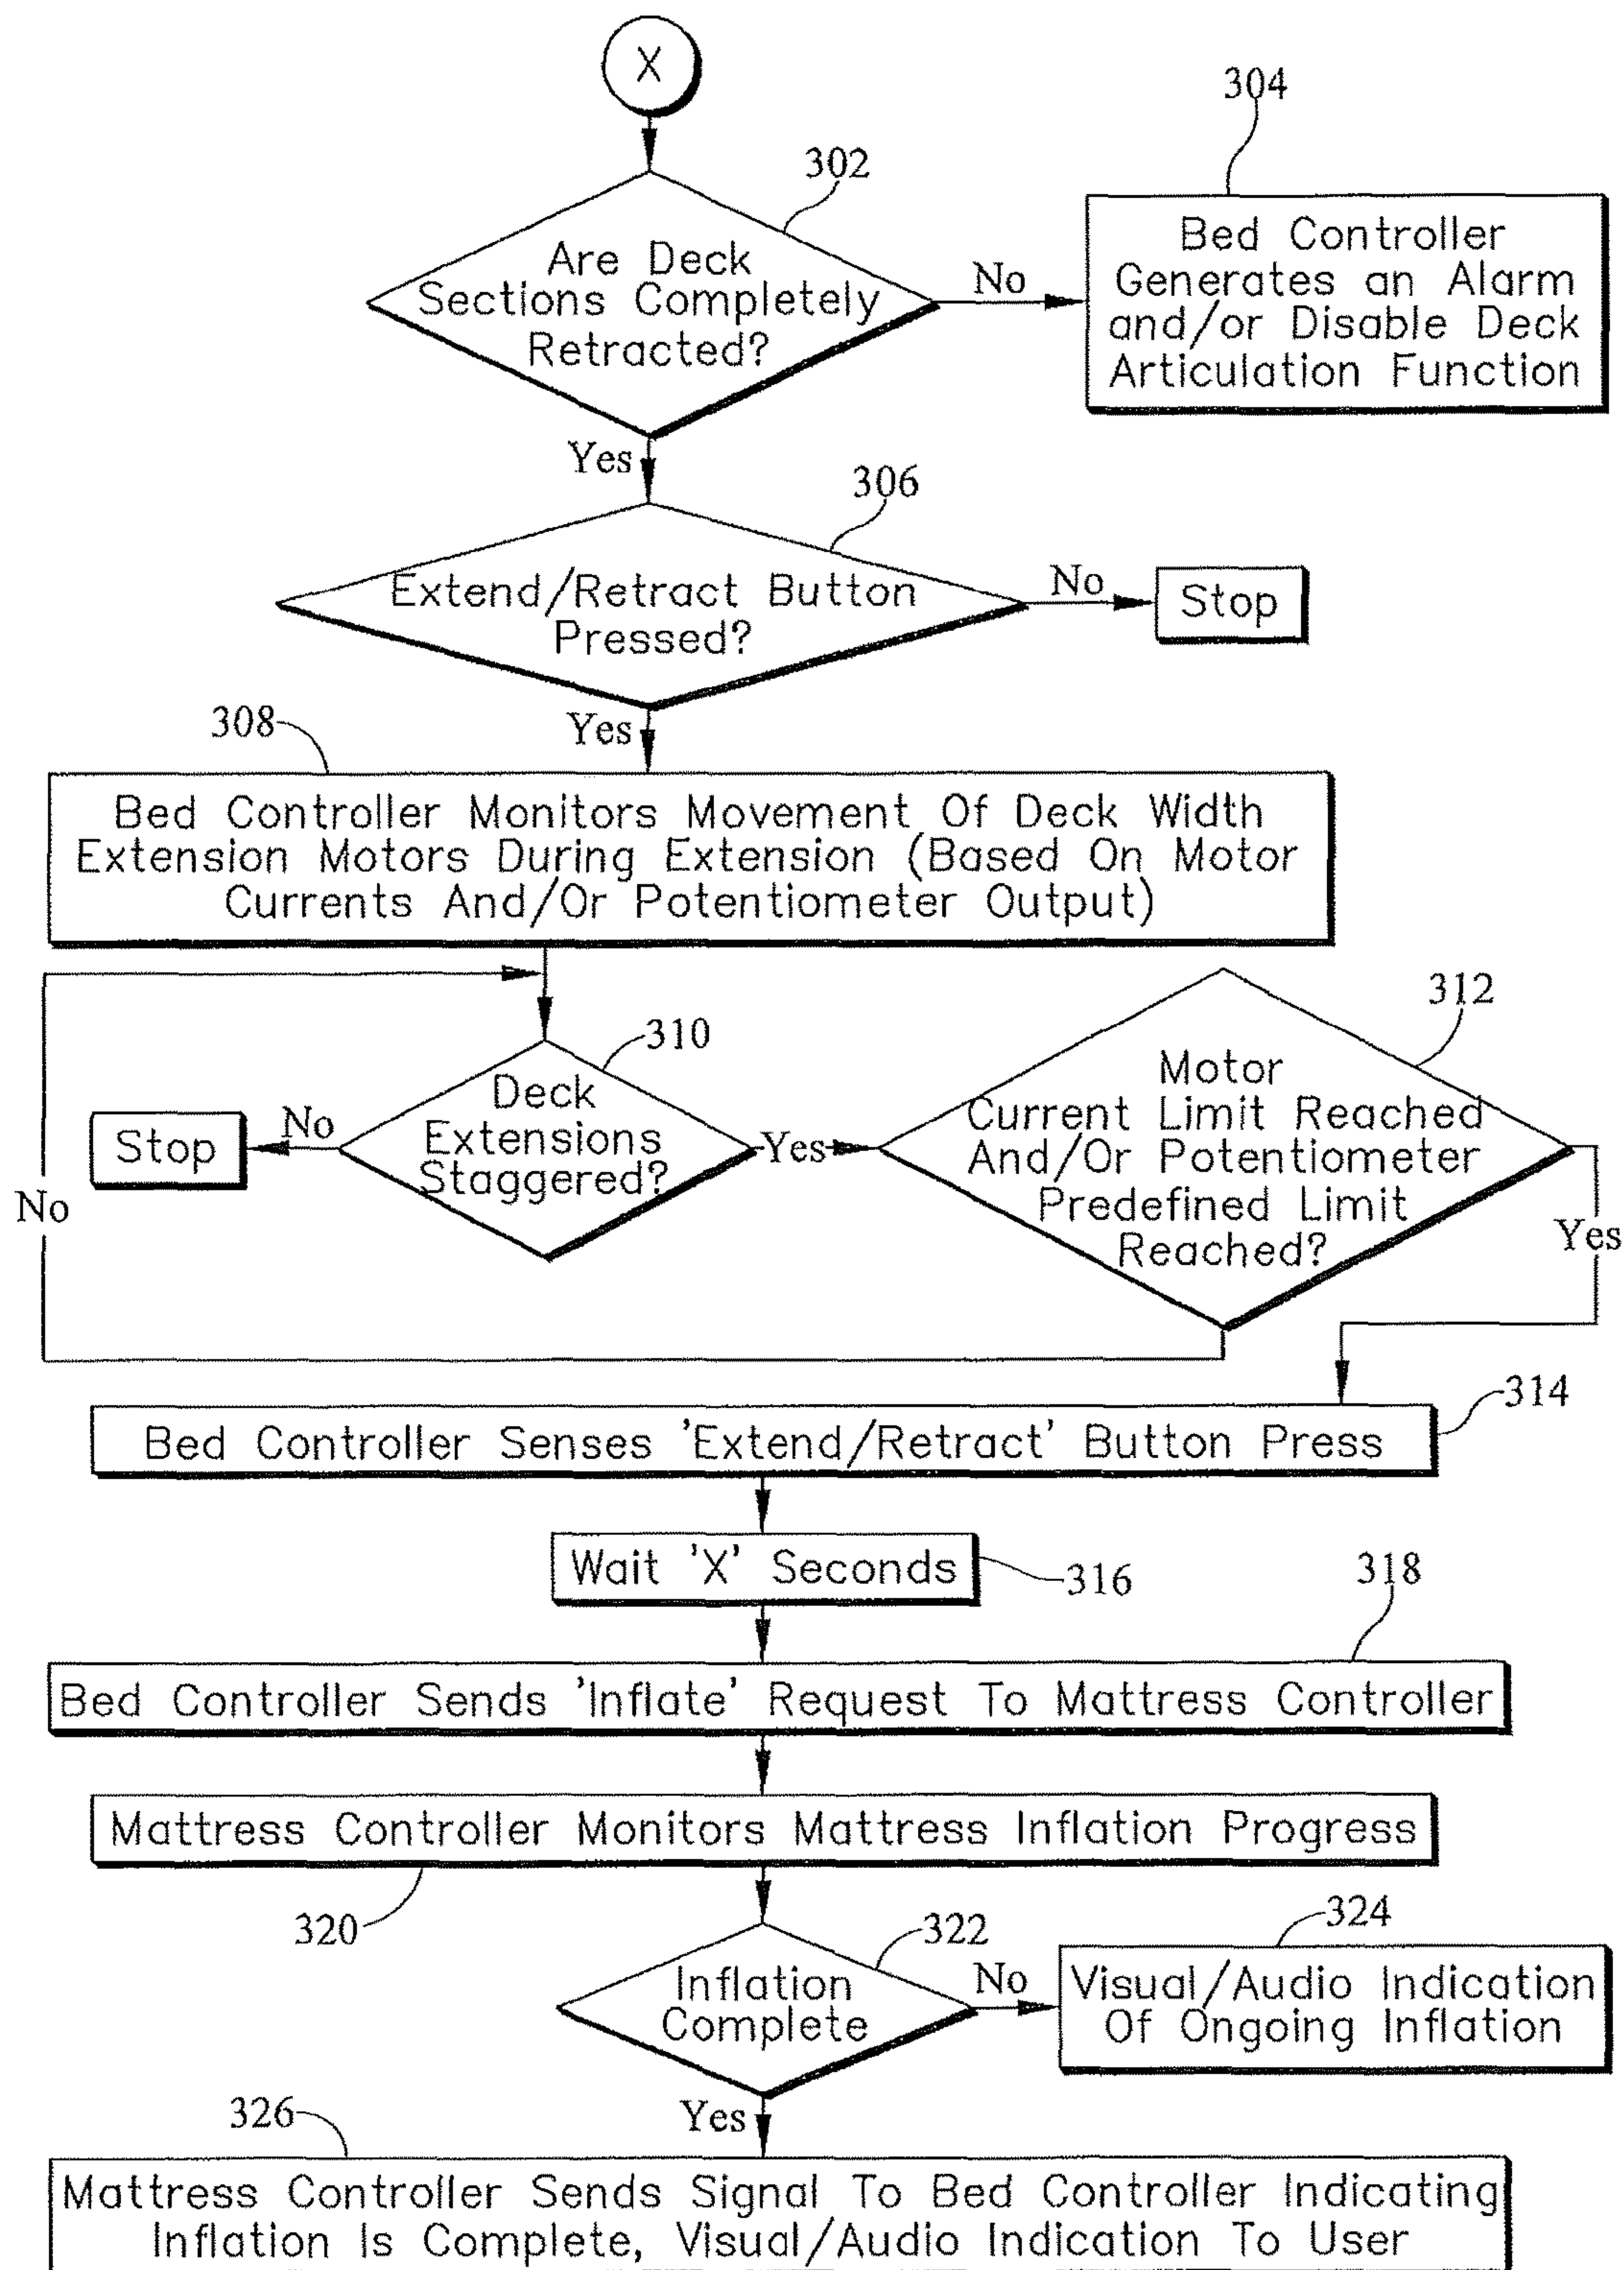 X
302
304
Are Deck
Sections Completely
Retracted?
No
Bed Controller
Generates an Alarm
and/or Disable Deck
Articulation Function
Yes
306
Extend/Retract Button
Pressed?
No
Stop
Yes
308
Bed Controller Monitors Movement Of Deck Width
Extension Motors During Extension (Based On Motor
Currents And/Or Potentiometer Output)
310
Deck
Extensions
Staggered?
No
Stop
Yes
312
Motor
Current Limit Reached
And/Or Potentiometer
Predefined Limit
Reached?
No
Yes
314
Bed Controller Senses 'Extend/Retract' Button Press
Wait 'X' Seconds
316
318
Bed Controller Sends 'Inflate' Request To Mattress Controller
Mattress Controller Monitors Mattress Inflation Progress
320
322
Inflation
Complete
No
324
Visual/Audio Indication
Of Ongoing Inflation
Yes
326
Mattress Controller Sends Signal To Bed Controller Indicating
Inflation Is Complete, Visual/Audio Indication To User